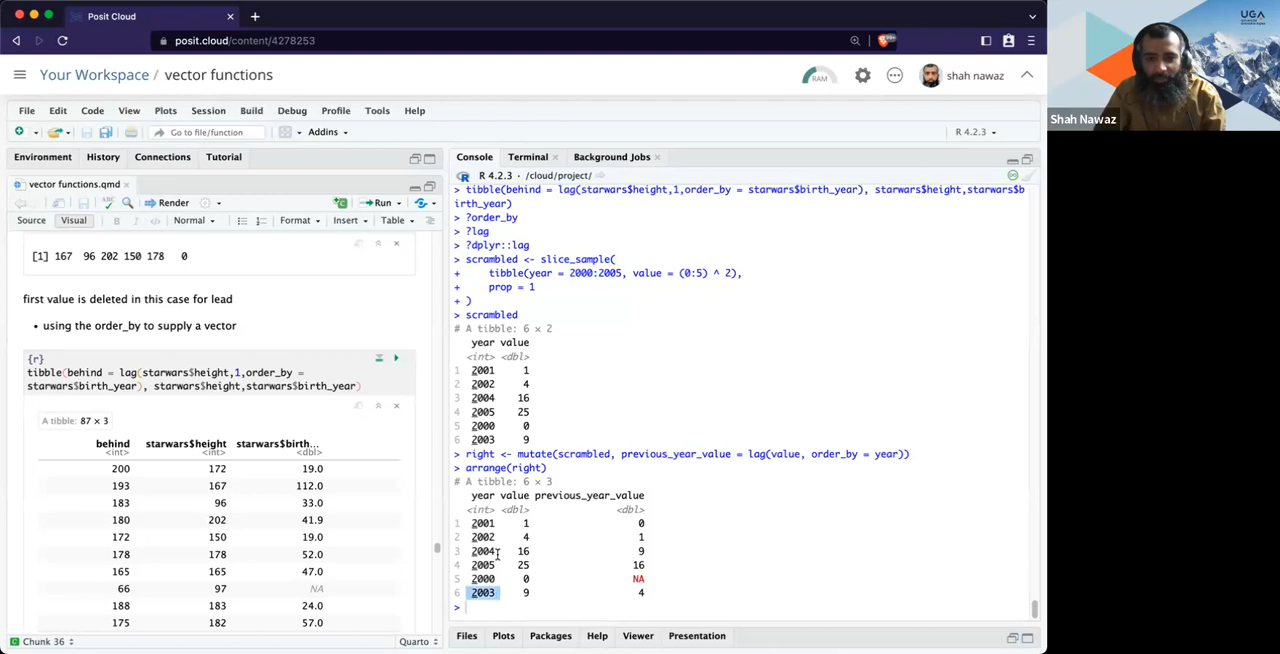 Posit Cloud
posit.cloud/content/4278253
Your Workspace / vector functions
RAM
shah nawaz
UGA
Shah Nawaz
File Edit Code View Plots Session Build Debug Profile Tools Help
Go to file/function
Addins
R 4.2.3
Environment History Connections Tutorial
vector functions.qmd
Render
Run
Source Visual B I Normal Format Insert Table
[1] 167 96 202 150 178 0
first value is deleted in this case for lead
• using the order_by to supply a vector
{r}
tibble(behind = lag(starwars$height,1,order_by =
starwars$birth_year), starwars$height,starwars$birth_year)
A tibble: 87 × 3
behind starwars$height starwars$birth…
<int> <int> <dbl>
200 172 19.0
193 167 112.0
183 96 33.0
180 202 41.9
172 150 19.0
178 178 52.0
165 165 47.0
66 97 NA
188 183 24.0
175 182 57.0
Chunk 36
Quarto
Console Terminal Background Jobs
R 4.2.3 · /cloud/project/
> tibble(behind = lag(starwars$height,1,order_by = starwars$birth_year), starwars$height,starwars$b
irth_year)
> ?order_by
> ?lag
> ?dplyr::lag
> scrambled <- slice_sample(
+ tibble(year = 2000:2005, value = (0:5) ^ 2),
+ prop = 1
+ )
> scrambled
# A tibble: 6 × 2
year value
<int> <dbl>
1 2001 1
2 2002 4
3 2004 16
4 2005 25
5 2000 0
6 2003 9
> right <- mutate(scrambled, previous_year_value = lag(value, order_by = year))
> arrange(right)
# A tibble: 6 × 3
year value previous_year_value
<int> <dbl> <dbl>
1 2001 1 0
2 2002 4 1
3 2004 16 9
4 2005 25 16
5 2000 0 NA
6 2003 9 4
>
Files Plots Packages Help Viewer Presentation